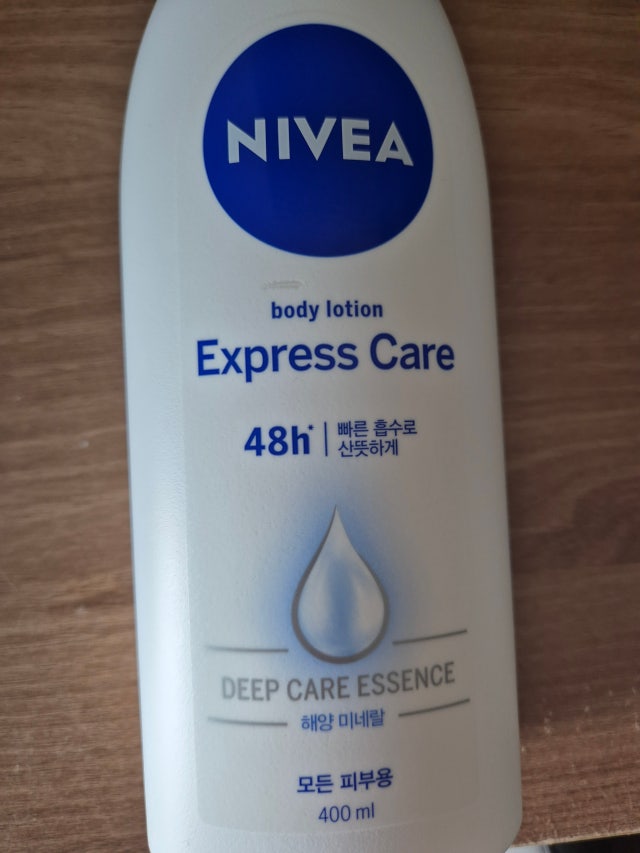 NIVEA
body lotion
Express Care
48h*
빠른 흡수로
산뜻하게
DEEP CARE ESSENCE
해양 미네랄
모든 피부용
400 ml